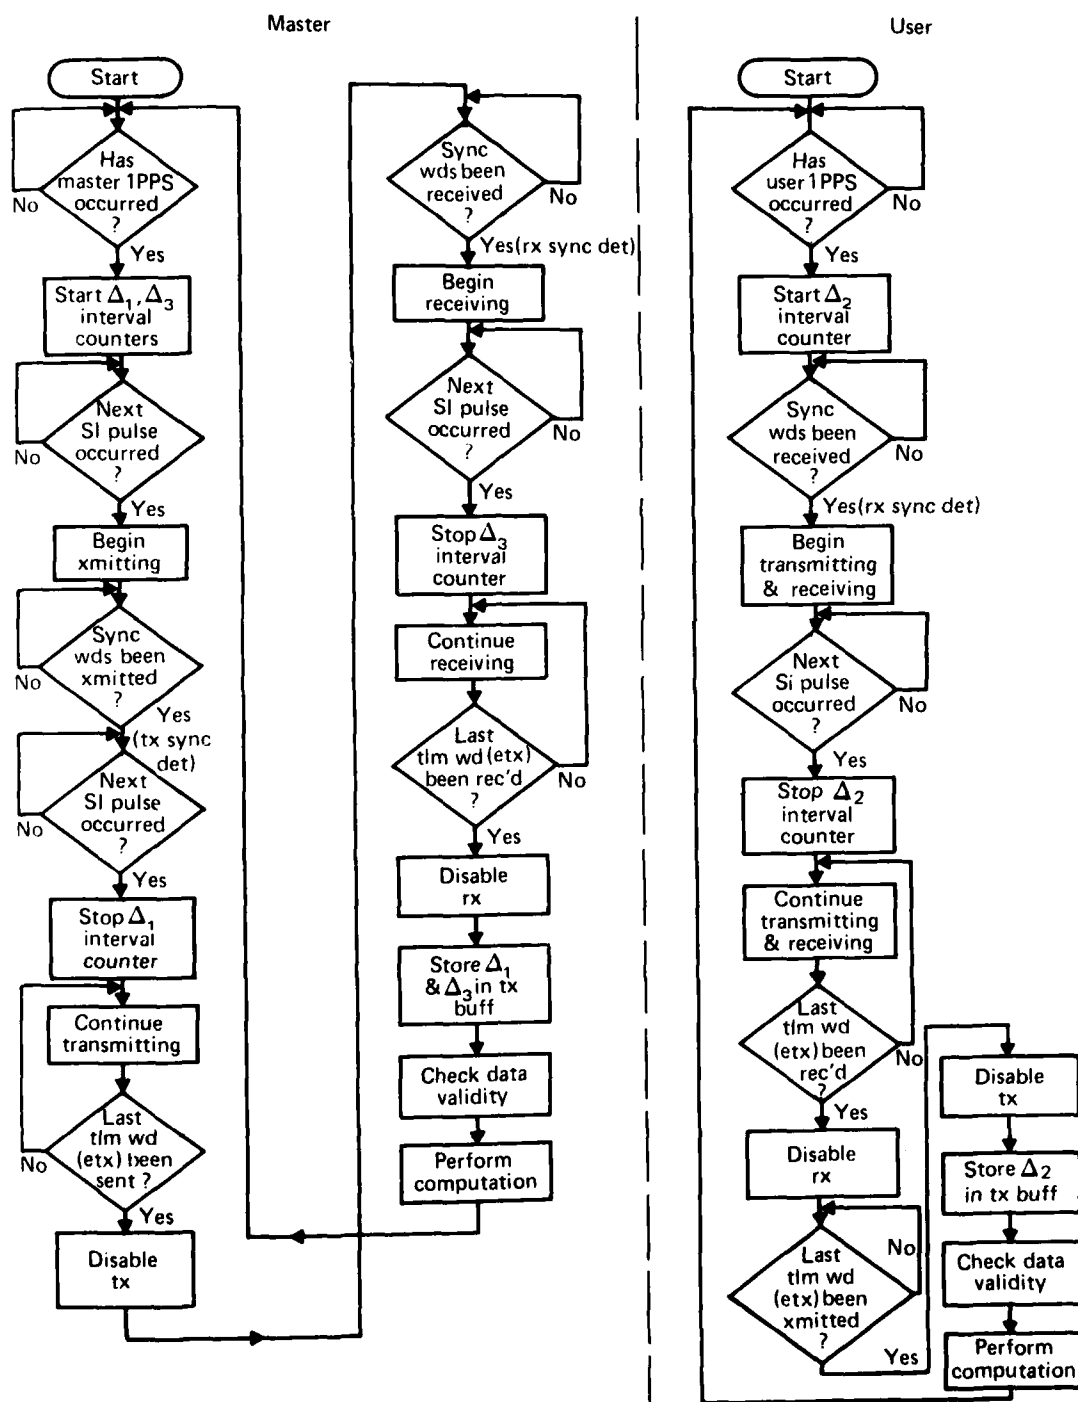 Master
Start
Has
master 1PPS
occurred
?
No
Yes
Start Δ₁, Δ₃
interval
counters
Next
SI pulse
occurred
?
No
Yes
Begin
xmitting
Sync
wds been
xmitted
?
No
Yes
(tx sync
det)
Next
SI pulse
occurred
?
No
Yes
Stop Δ₁
interval
counter
Continue
transmitting
Last
tlm wd
(etx) been
sent ?
No
Yes
Disable
tx
Sync
wds been
received
?
No
Yes(rx sync det)
Begin
receiving
Next
SI pulse
occurred
?
No
Yes
Stop Δ₃
interval
counter
Continue
receiving
Last
tlm wd (etx)
been rec'd
?
No
Yes
Disable
rx
Store Δ₁
& Δ₃ in tx
buff
Check data
validity
Perform
computation
User
Start
Has
user 1PPS
occurred
?
No
Yes
Start Δ₂
interval
counter
Sync
wds been
received
?
No
Yes(rx sync det)
Begin
transmitting
& receiving
Next
Si pulse
occurred
?
No
Yes
Stop Δ₂
interval
counter
Continue
transmitting
& receiving
Last
tlm wd
(etx) been
rec'd
?
No
Yes
Disable
rx
Last
tlm wd
(etx) been
xmitted
?
No
Yes
Disable
tx
Store Δ₂
in tx buff
Check data
validity
Perform
computation